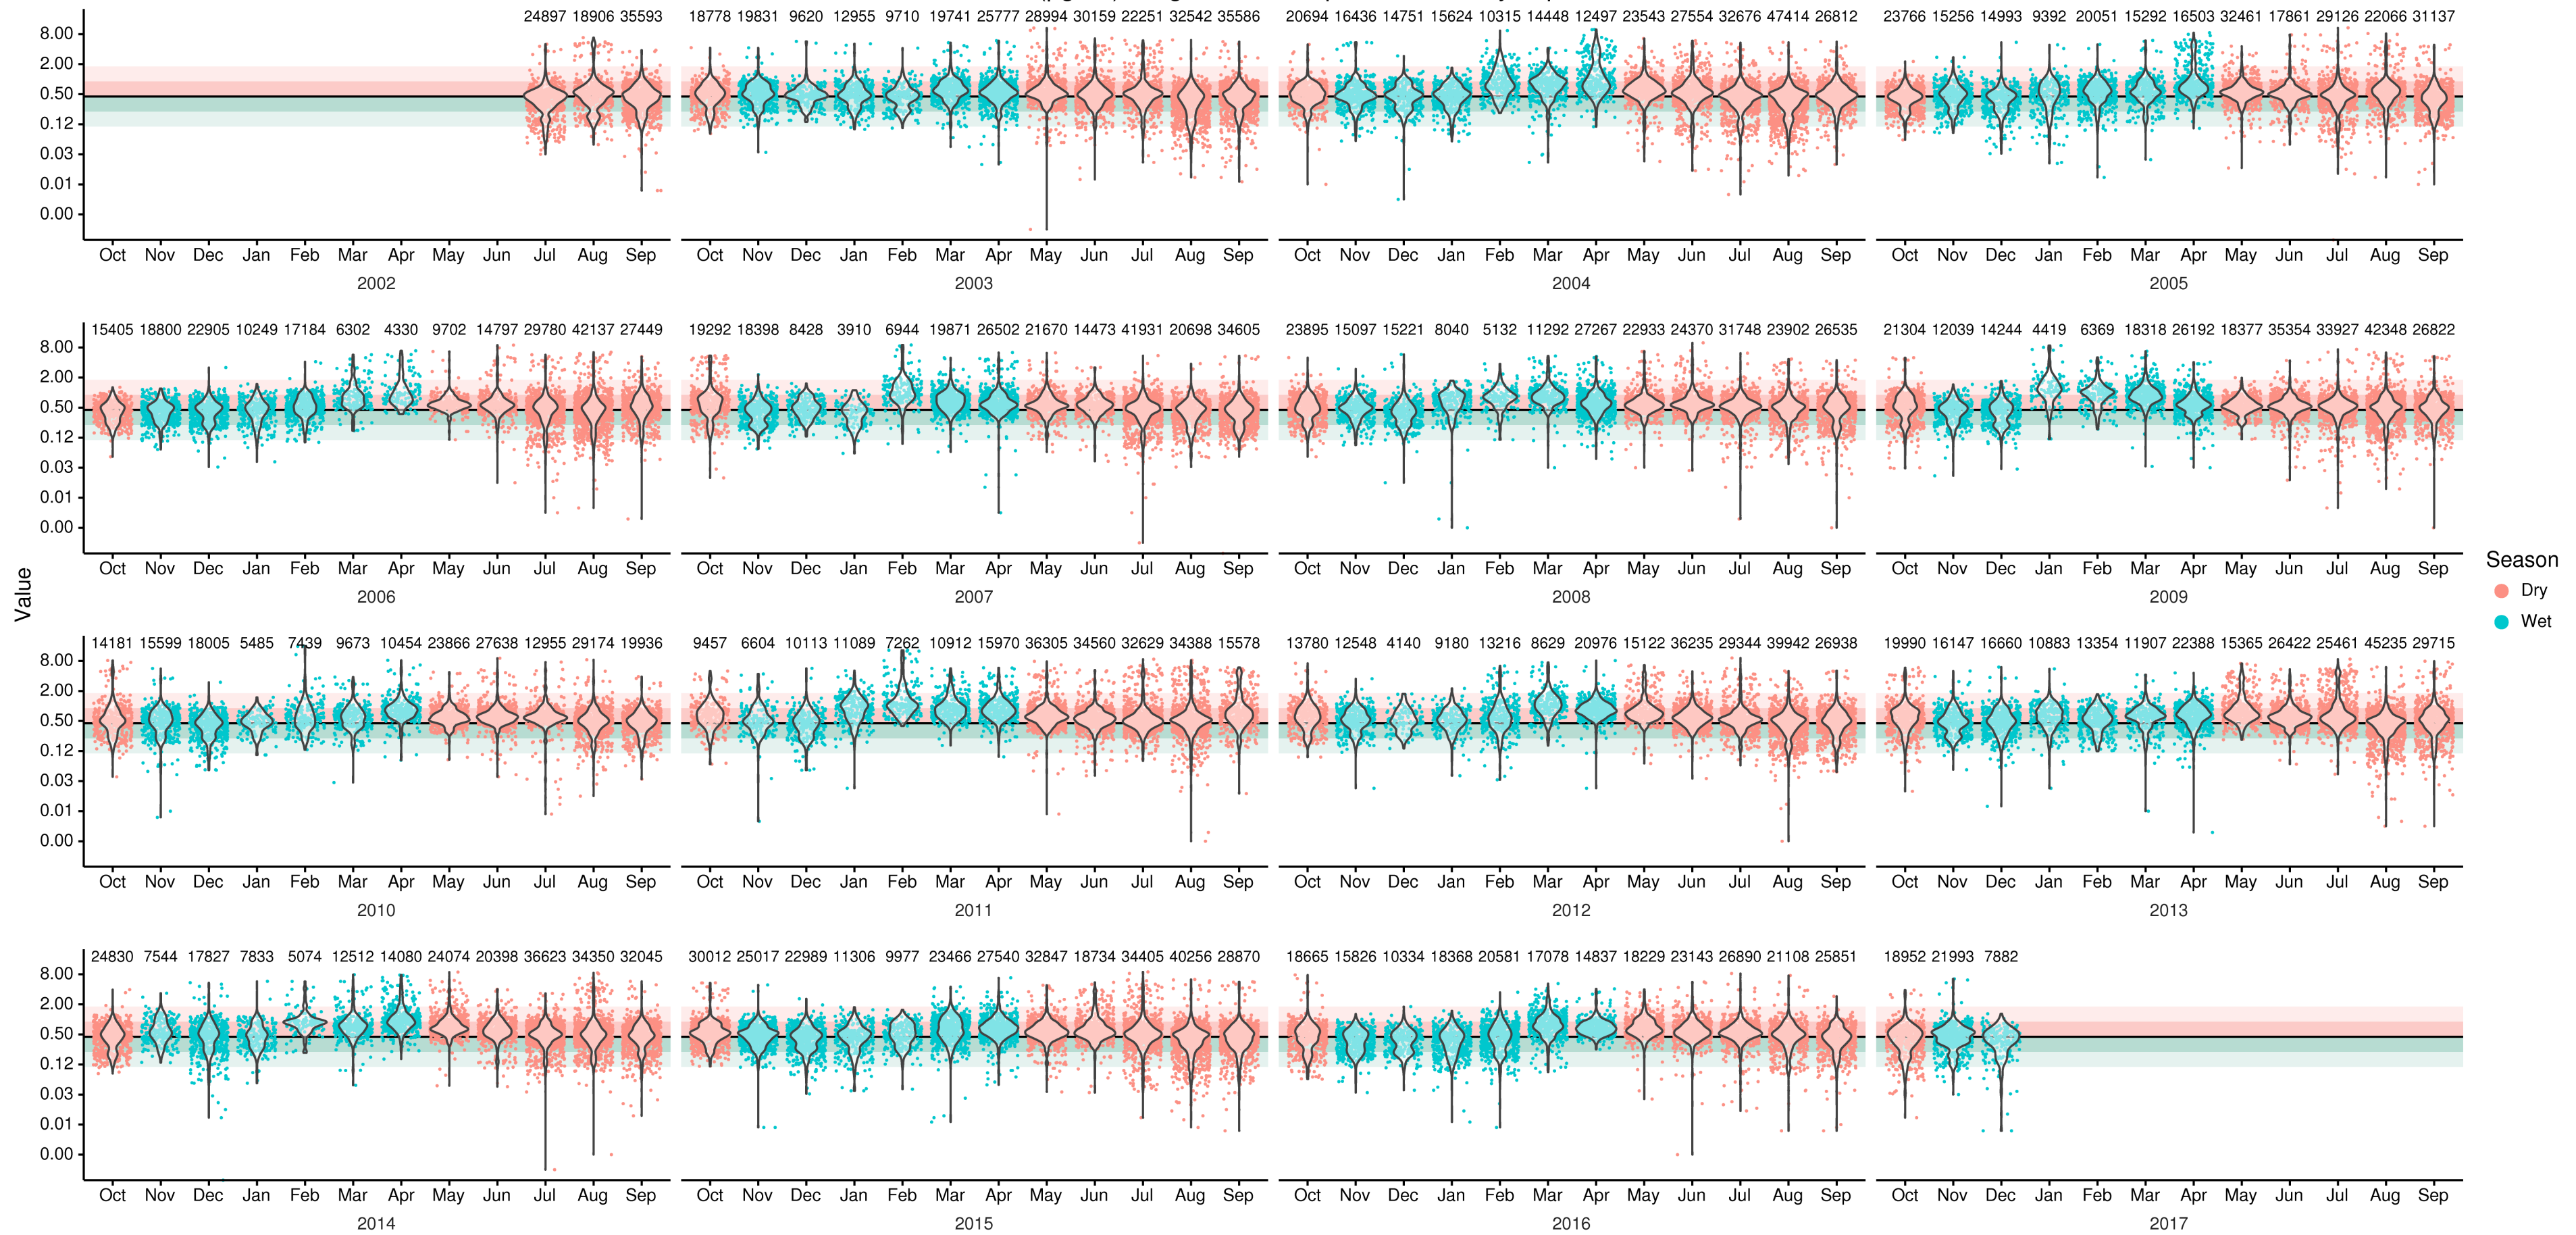 24897 18906 35593 18778 19831 9620 12955 9710 19741 25777 28994 30159 22251 32542 35586 20694 16436 14751 15624 10315 14448 12497 23543 27554 32676 47414 26812 23766 15256 14993 9392 20051 15292 16503 32461 17861 29126 22066 31137
8.00
2.00
0.50
0.12
0.03
0.01
0.00
Oct Nov Dec Jan Feb Mar Apr May Jun Jul Aug Sep Oct Nov Dec Jan Feb Mar Apr May Jun Jul Aug Sep Oct Nov Dec Jan Feb Mar Apr May Jun Jul Aug Sep Oct Nov Dec Jan Feb Mar Apr May Jun Jul Aug Sep
2002 2003 2004 2005
15405 18800 22905 10249 17184 6302 4330 9702 14797 29780 42137 27449 19292 18398 8428 3910 6944 19871 26502 21670 14473 41931 20698 34605 23895 15097 15221 8040 5132 11292 27267 22933 24370 31748 23902 26535 21304 12039 14244 4419 6369 18318 26192 18377 35354 33927 42348 26822
8.00
2.00
0.50
0.12
0.03
0.01
0.00
Oct Nov Dec Jan Feb Mar Apr May Jun Jul Aug Sep Oct Nov Dec Jan Feb Mar Apr May Jun Jul Aug Sep Oct Nov Dec Jan Feb Mar Apr May Jun Jul Aug Sep Oct Nov Dec Jan Feb Mar Apr May Jun Jul Aug Sep
2006 2007 2008 2009
Value
Season
Dry
Wet
14181 15599 18005 5485 7439 9673 10454 23866 27638 12955 29174 19936 9457 6604 10113 11089 7262 10912 15970 36305 34560 32629 34388 15578 13780 12548 4140 9180 13216 8629 20976 15122 36235 29344 39942 26938 19990 16147 16660 10883 13354 11907 22388 15365 26422 25461 45235 29715
8.00
2.00
0.50
0.12
0.03
0.01
0.00
Oct Nov Dec Jan Feb Mar Apr May Jun Jul Aug Sep Oct Nov Dec Jan Feb Mar Apr May Jun Jul Aug Sep Oct Nov Dec Jan Feb Mar Apr May Jun Jul Aug Sep Oct Nov Dec Jan Feb Mar Apr May Jun Jul Aug Sep
2010 2011 2012 2013
24830 7544 17827 7833 5074 12512 14080 24074 20398 36623 34350 32045 30012 25017 22989 11306 9977 23466 27540 32847 18734 34405 40256 28870 18665 15826 10334 18368 20581 17078 14837 18229 23143 26890 21108 25851 18952 21993 7882
8.00
2.00
0.50
0.12
0.03
0.01
0.00
Oct Nov Dec Jan Feb Mar Apr May Jun Jul Aug Sep Oct Nov Dec Jan Feb Mar Apr May Jun Jul Aug Sep Oct Nov Dec Jan Feb Mar Apr May Jun Jul Aug Sep Oct Nov Dec Jan Feb Mar Apr May Jun Jul Aug Sep
2014 2015 2016 2017